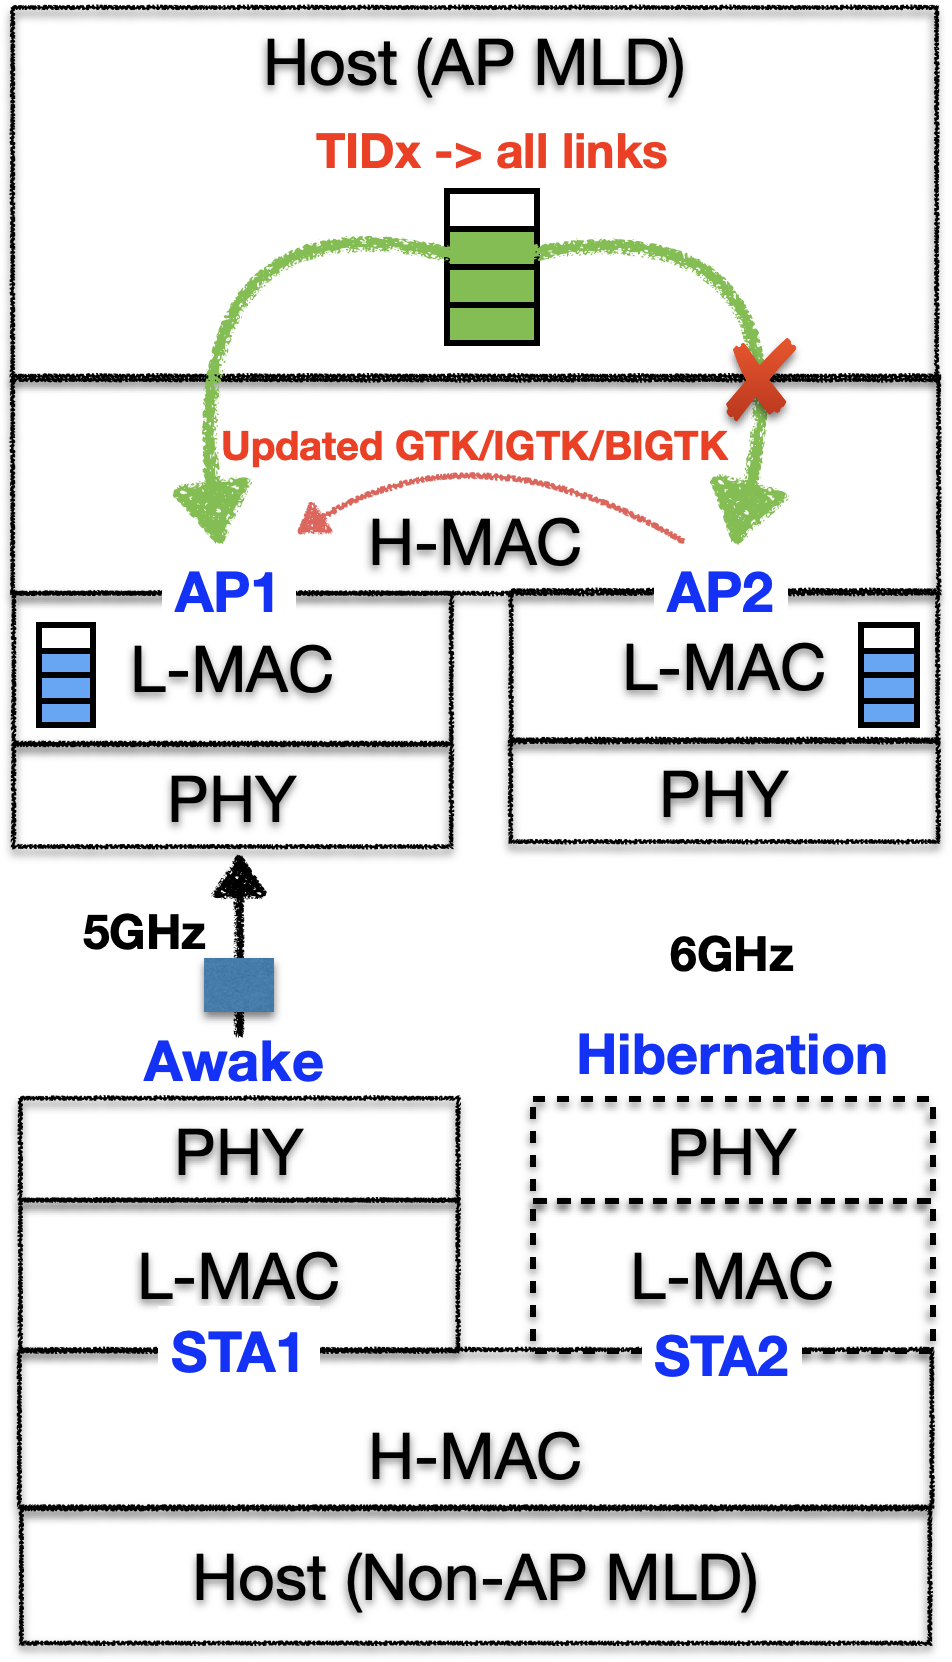 Host (AP MLD)
TIDx -> all links
Updated GTK/IGTK/BIGTK
H-MAC
AP1
AP2
L-MAC
L-MAC
PHY
PHY
5GHz
6GHz
Awake
Hibernation
PHY
PHY
L-MAC
L-MAC
STA1
STA2
H-MAC
Host (Non-AP MLD)